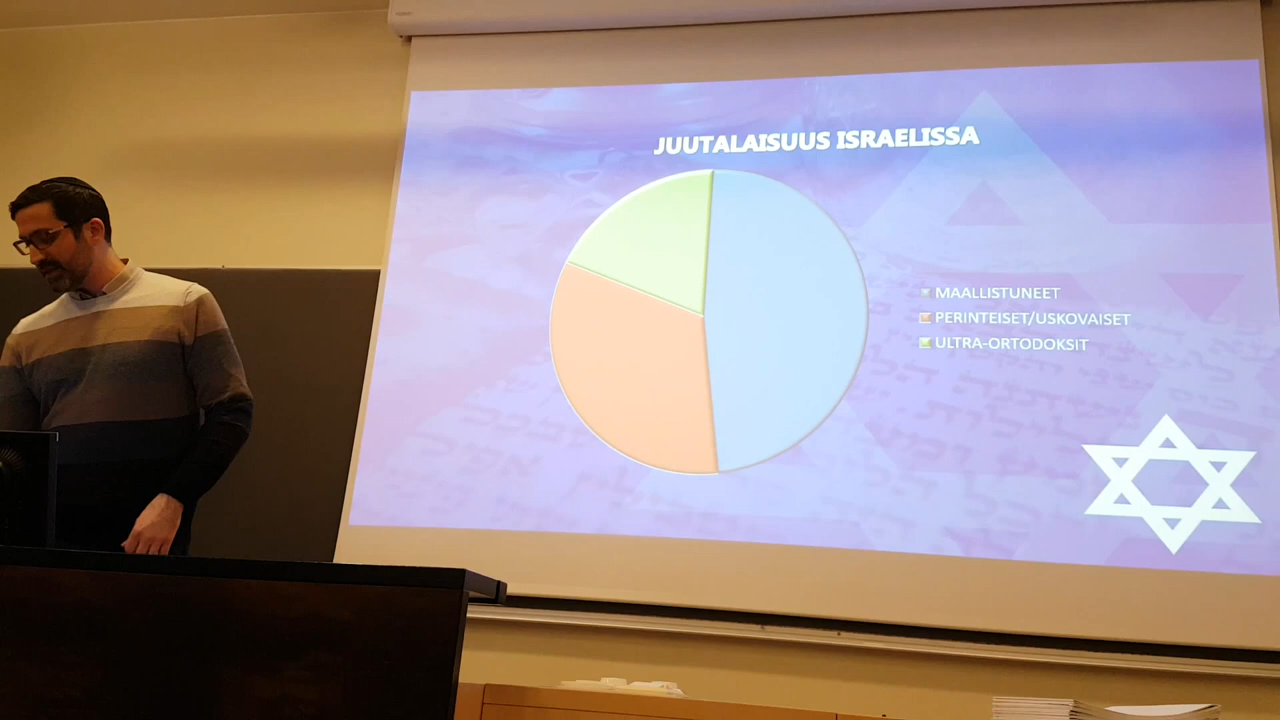 JUUTALAISUUS ISRAELISSA
MAALLISTUNEET
PERINTEISET/USKOVAISET
ULTRA-ORTODOKSIT